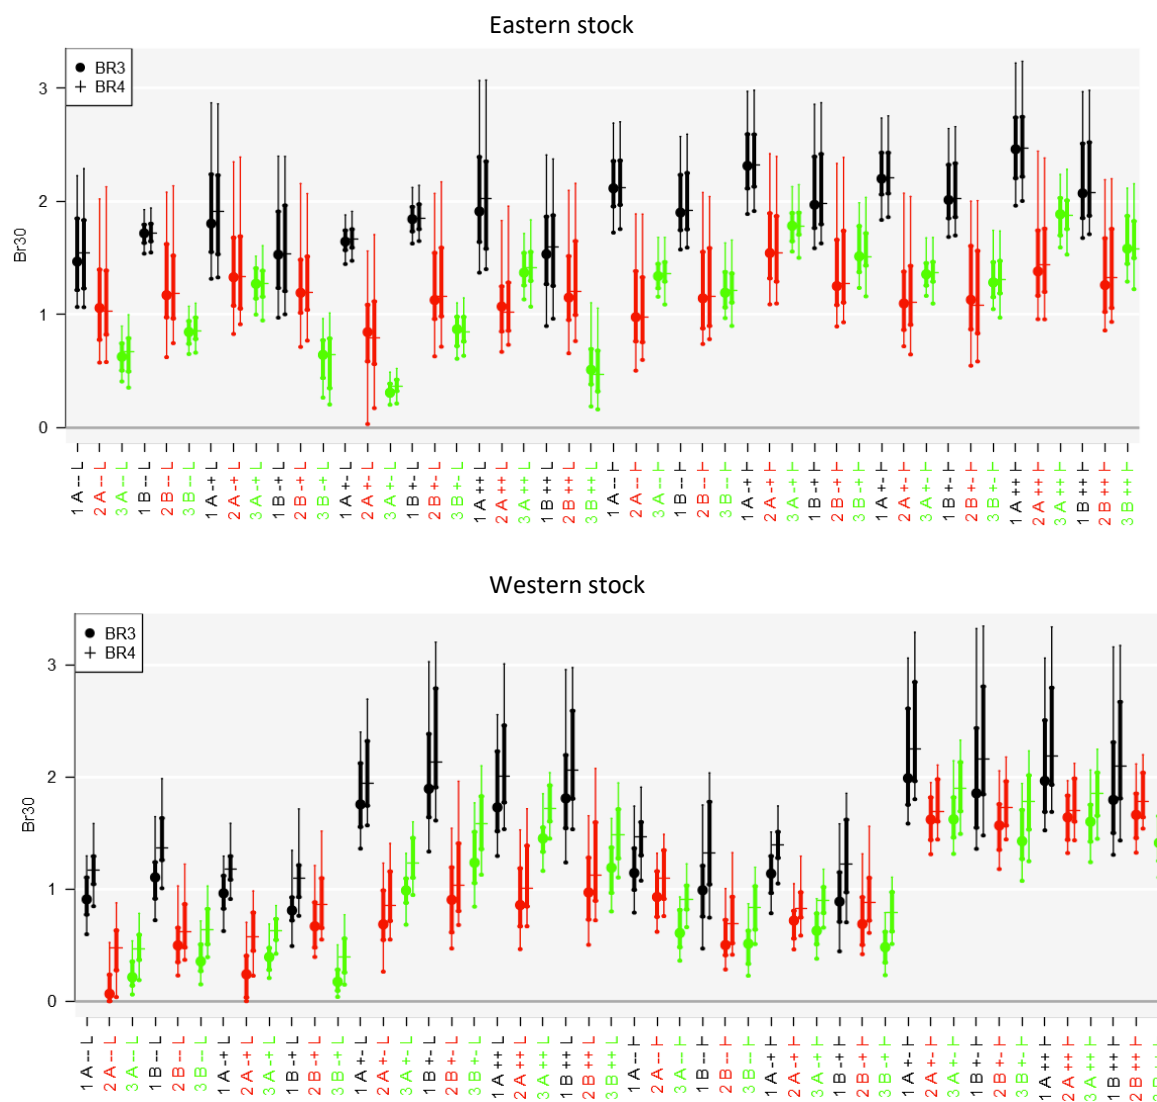 Eastern stock
BR3
BR4
3
2
1
0
Br30
1 A -- L
2 A -- L
3 A -- L
1 B -- L
2 B -- L
3 B -- L
1 A -+ L
2 A -+ L
3 A -+ L
1 B -+ L
2 B -+ L
3 B -+ L
1 A +- L
2 A +- L
3 A +- L
1 B +- L
2 B +- L
3 B +- L
1 A ++ L
2 A ++ L
3 A ++ L
1 B ++ L
2 B ++ L
3 B ++ L
1 A -- H
2 A -- H
3 A -- H
1 B -- H
2 B -- H
3 B -- H
1 A -+ H
2 A -+ H
3 A -+ H
1 B -+ H
2 B -+ H
3 B -+ H
1 A +- H
2 A +- H
3 A +- H
1 B +- H
2 B +- H
3 B +- H
1 A ++ H
2 A ++ H
3 A ++ H
1 B ++ H
2 B ++ H
3 B ++ H
Western stock
BR3
BR4
3
2
1
0
Br30
1 A -- L
2 A -- L
3 A -- L
1 B -- L
2 B -- L
3 B -- L
1 A -+ L
2 A -+ L
3 A -+ L
1 B -+ L
2 B -+ L
3 B -+ L
1 A +- L
2 A +- L
3 A +- L
1 B +- L
2 B +- L
3 B +- L
1 A ++ L
2 A ++ L
3 A ++ L
1 B ++ L
2 B ++ L
3 B ++ L
1 A -- H
2 A -- H
3 A -- H
1 B -- H
2 B -- H
3 B -- H
1 A -+ H
2 A -+ H
3 A -+ H
1 B -+ H
2 B -+ H
3 B -+ H
1 A +- H
2 A +- H
3 A +- H
1 B +- H
2 B +- H
3 B +- H
1 A ++ H
2 A ++ H
3 A ++ H
1 B ++ H
2 B ++ H